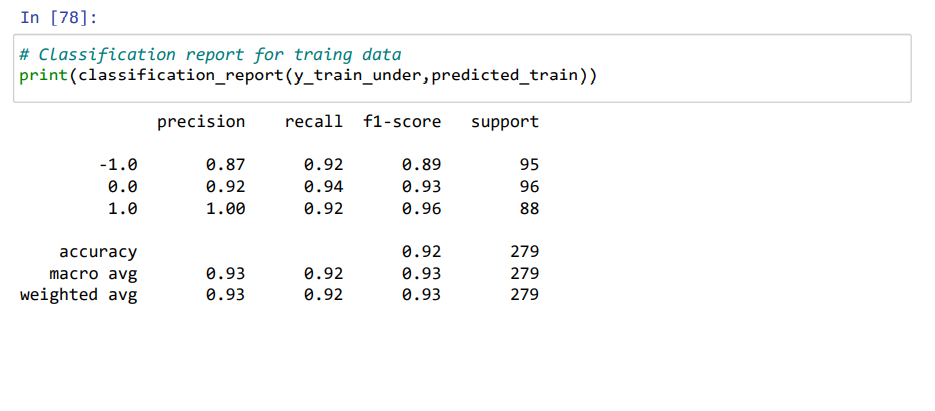 In [78]:
# Classification report for traing data
print(classification_report(y_train_under,predicted_train))
precision recall f1-score support
-1.0 0.87 0.92 0.89 95
0.0 0.92 0.94 0.93 96
1.0 1.00 0.92 0.96 88
accuracy 0.92 279
macro avg 0.93 0.92 0.93 279
weighted avg 0.93 0.92 0.93 279